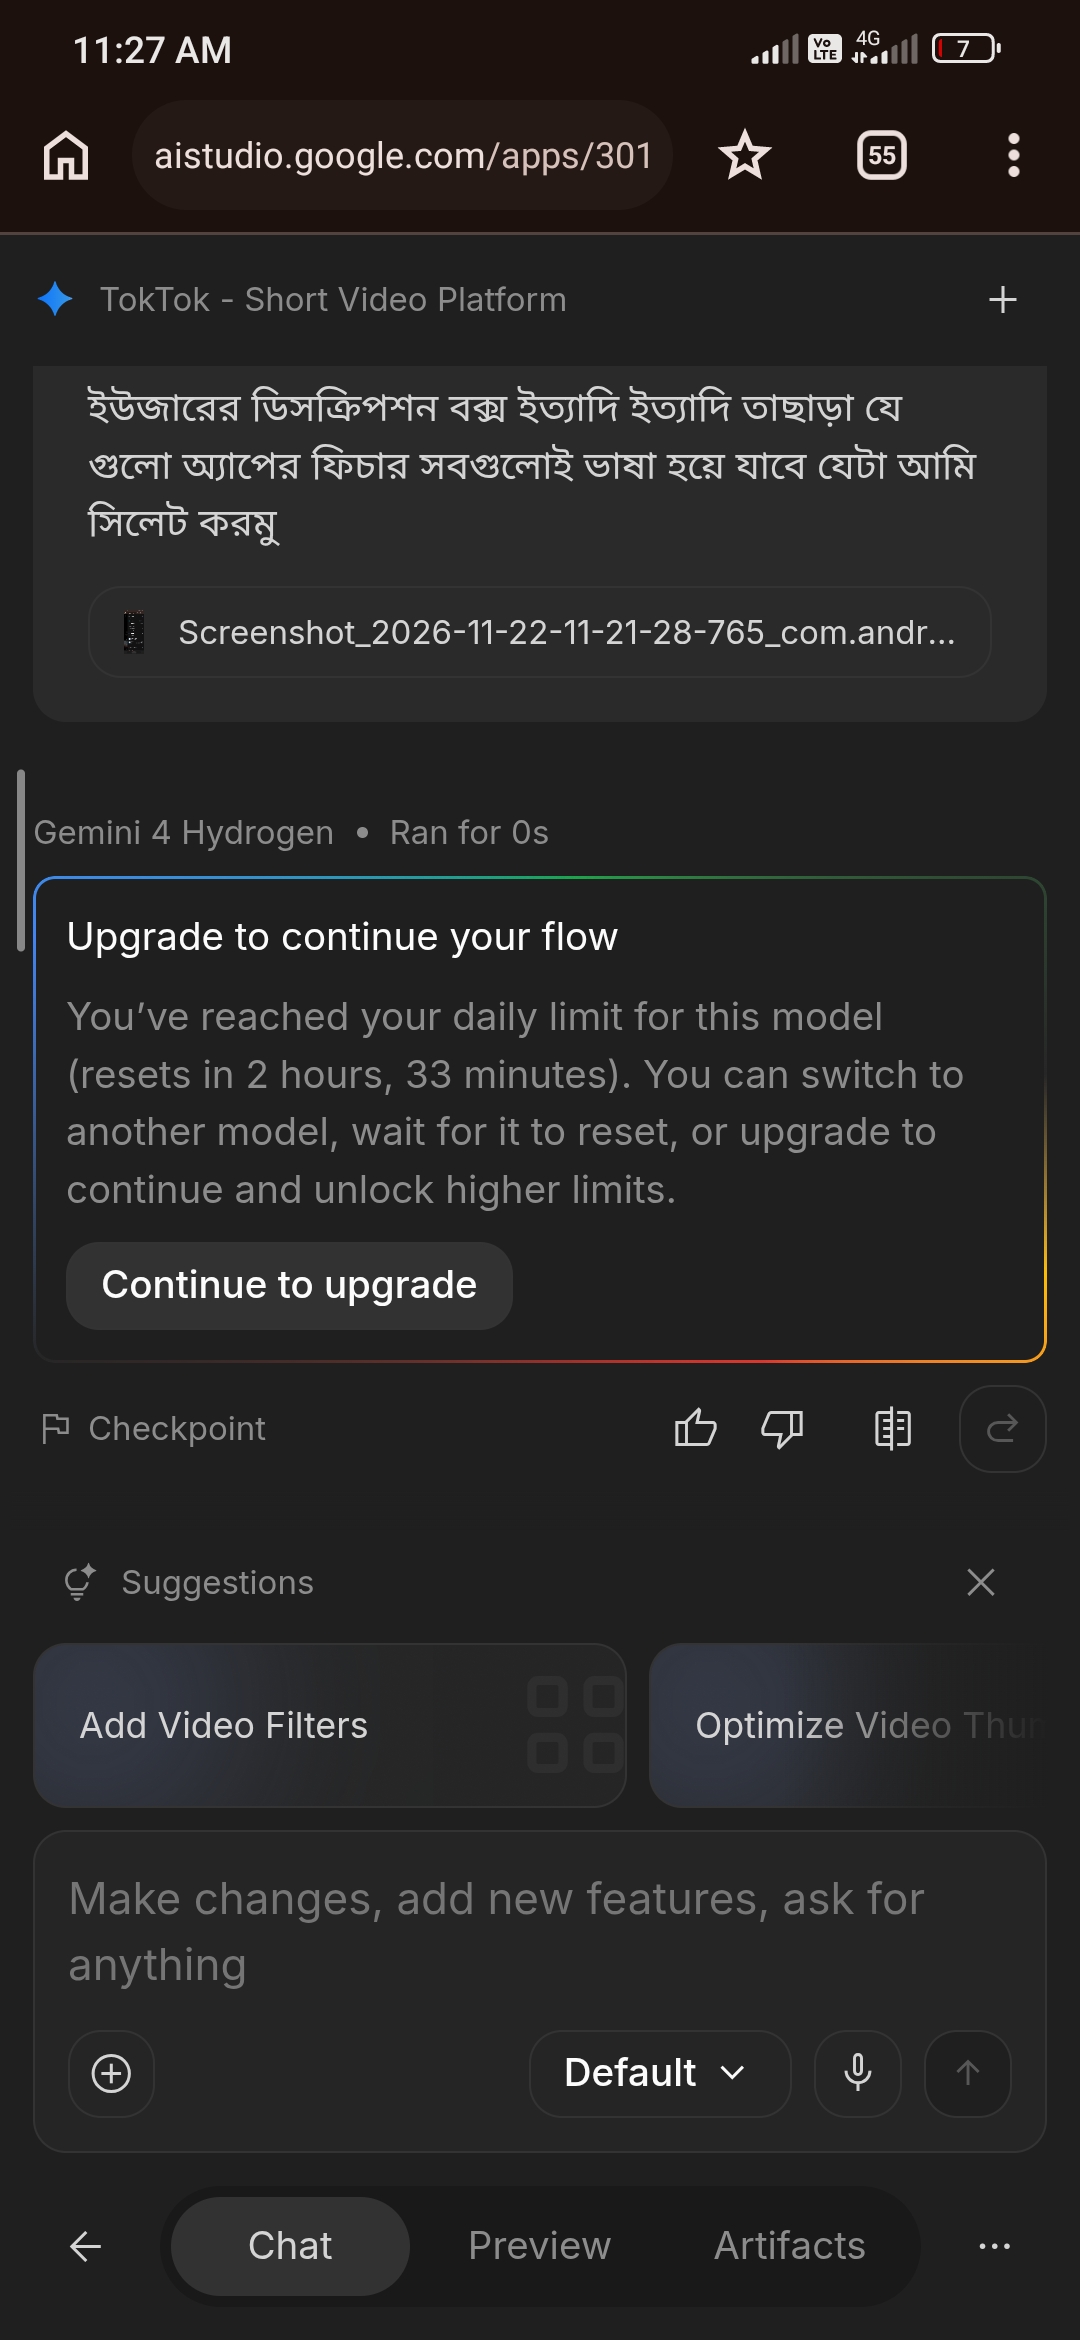 11:27 AM
Vo LTE
4G
7
aistudio.google.com/apps/301
55
TokTok - Short Video Platform
ইউজারের ডিসক্রিপশন বক্স ইত্যাদি ইত্যাদি তাছাড়া যে
গুলো অ্যাপের ফিচার সবগুলোই ভাষা হয়ে যাবে যেটা আমি
সিলেট করমু
Screenshot_2026-11-22-11-21-28-765_com.andr...
Gemini 4 Hydrogen • Ran for 0s
Upgrade to continue your flow
You’ve reached your daily limit for this model
(resets in 2 hours, 33 minutes). You can switch to
another model, wait for it to reset, or upgrade to
continue and unlock higher limits.
Continue to upgrade
Checkpoint
Suggestions
Add Video Filters
Optimize Video Thum
Make changes, add new features, ask for
anything
Default
Chat
Preview
Artifacts